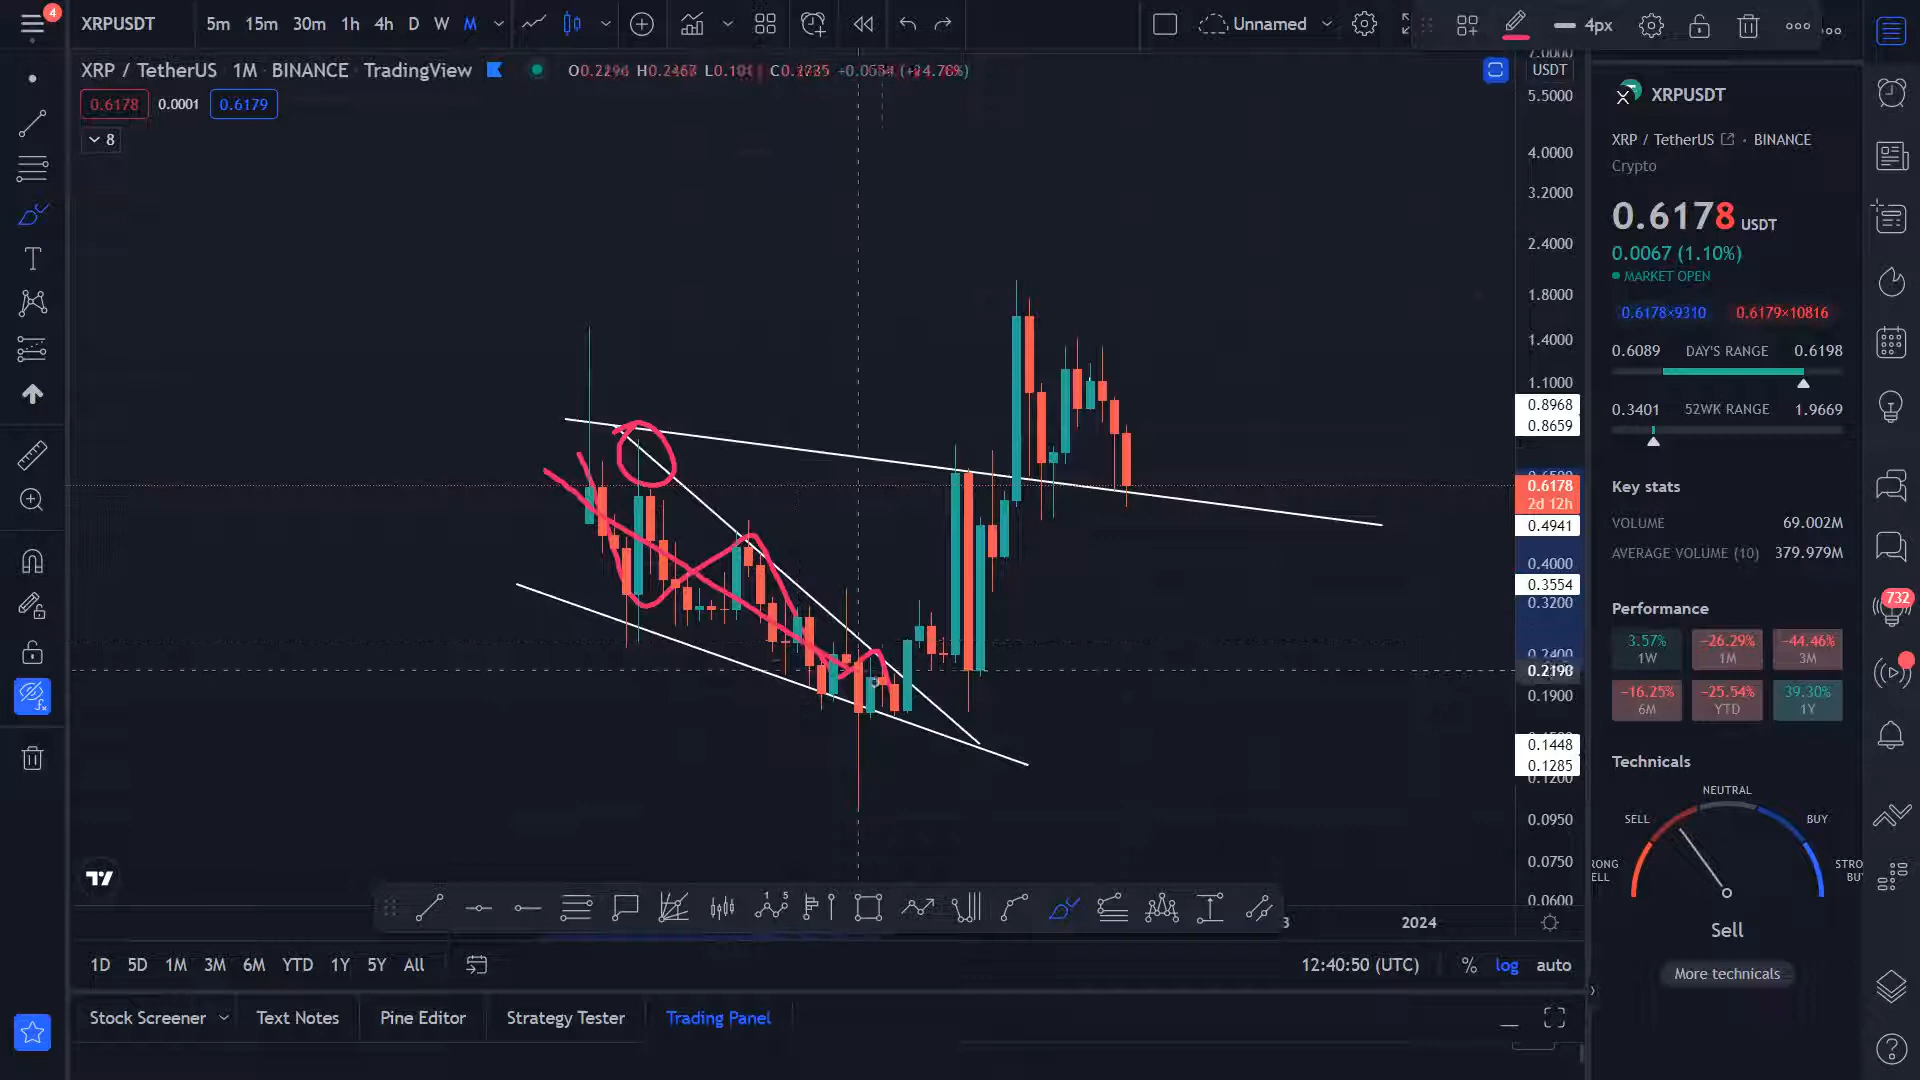 4
XRPUSDT 5m 15m 30m 1h 4h D W M Unnamed 4px
XRP / TetherUS 1M BINANCE TradingView
0.6178 0.0001 0.6179
8
USDT
5.5000
4.0000
3.2000
2.4000
1.8000
1.4000
1.1000
0.8968
0.8659
0.6178
2d 12h
0.4941
0.4000
0.3554
0.3200
0.2400
0.2198
0.1900
0.1448
0.1285
0.1200
0.0950
0.0750
0.0600
2024
1D 5D 1M 3M 6M YTD 1Y 5Y All
12:40:50 (UTC) % log auto
Stock Screener Text Notes Pine Editor Strategy Tester Trading Panel
XRPUSDT
XRP / TetherUS · BINANCE
Crypto
0.6178 USDT
0.0067 (1.10%)
MARKET OPEN
0.6178×9310 0.6179×10816
0.6089 DAY'S RANGE 0.6198
0.3401 52WK RANGE 1.9669
Key stats
VOLUME 69.002M
AVERAGE VOLUME (10) 379.979M
Performance
3.57% −26.29% −44.46%
1W 1M 3M
−16.25% −25.54% 39.30%
6M YTD 1Y
Technicals
NEUTRAL
SELL BUY
Sell
More technicals
732